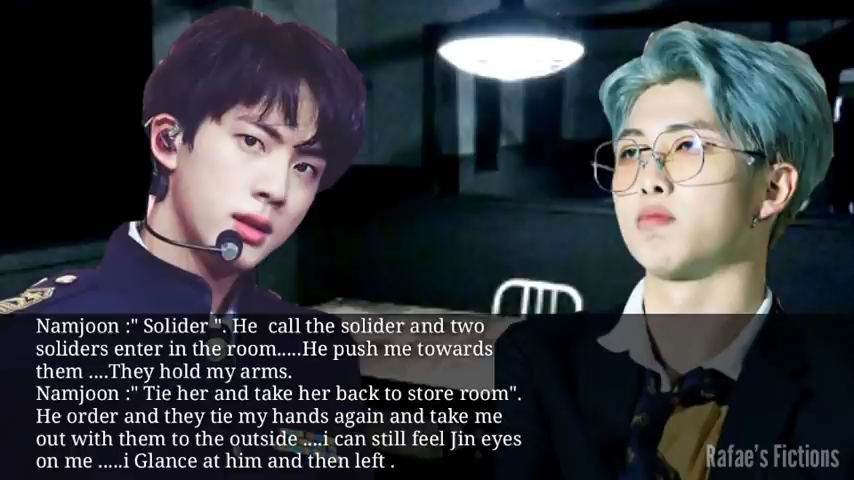 Namjoon :" Solider ". He call the solider and two
soliders enter in the room.....He push me towards
them ....They hold my arms.
Namjoon :" Tie her and take her back to store room".
He order and they tie my hands again and take me
out with them to the outside ....i can still feel Jin eyes
on me .....i Glance at him and then left .
Rafae's Fictions